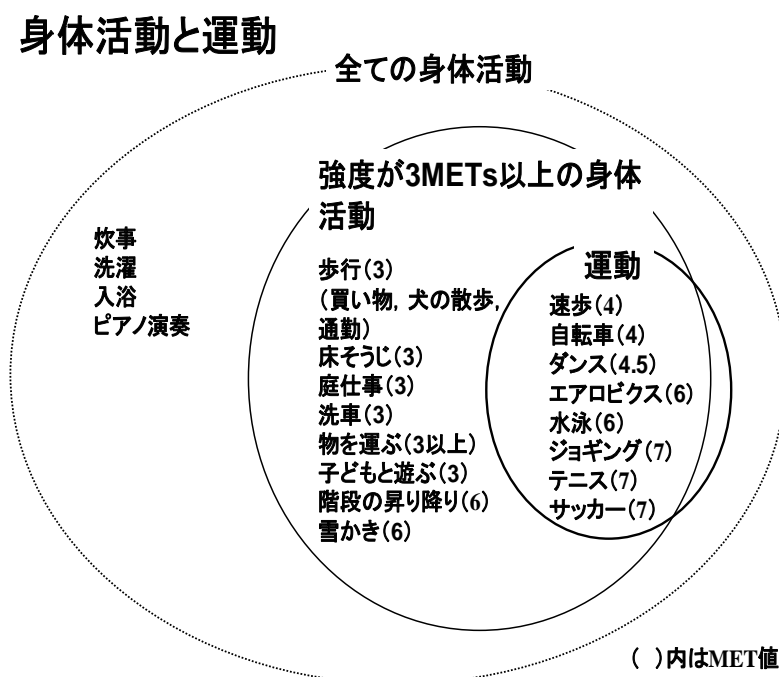 身体活動と運動
全ての身体活動
強度が3METs以上の身体
活動
炊事
洗濯
入浴
ピアノ演奏
歩行(3)
(買い物, 犬の散歩,
通勤)
床そうじ(3)
庭仕事(3)
洗車(3)
物を運ぶ(3以上)
子どもと遊ぶ(3)
階段の昇り降り(6)
雪かき(6)
運動
速歩(4)
自転車(4)
ダンス(4.5)
エアロビクス(6)
水泳(6)
ジョギング(7)
テニス(7)
サッカー(7)
( )内はMET値